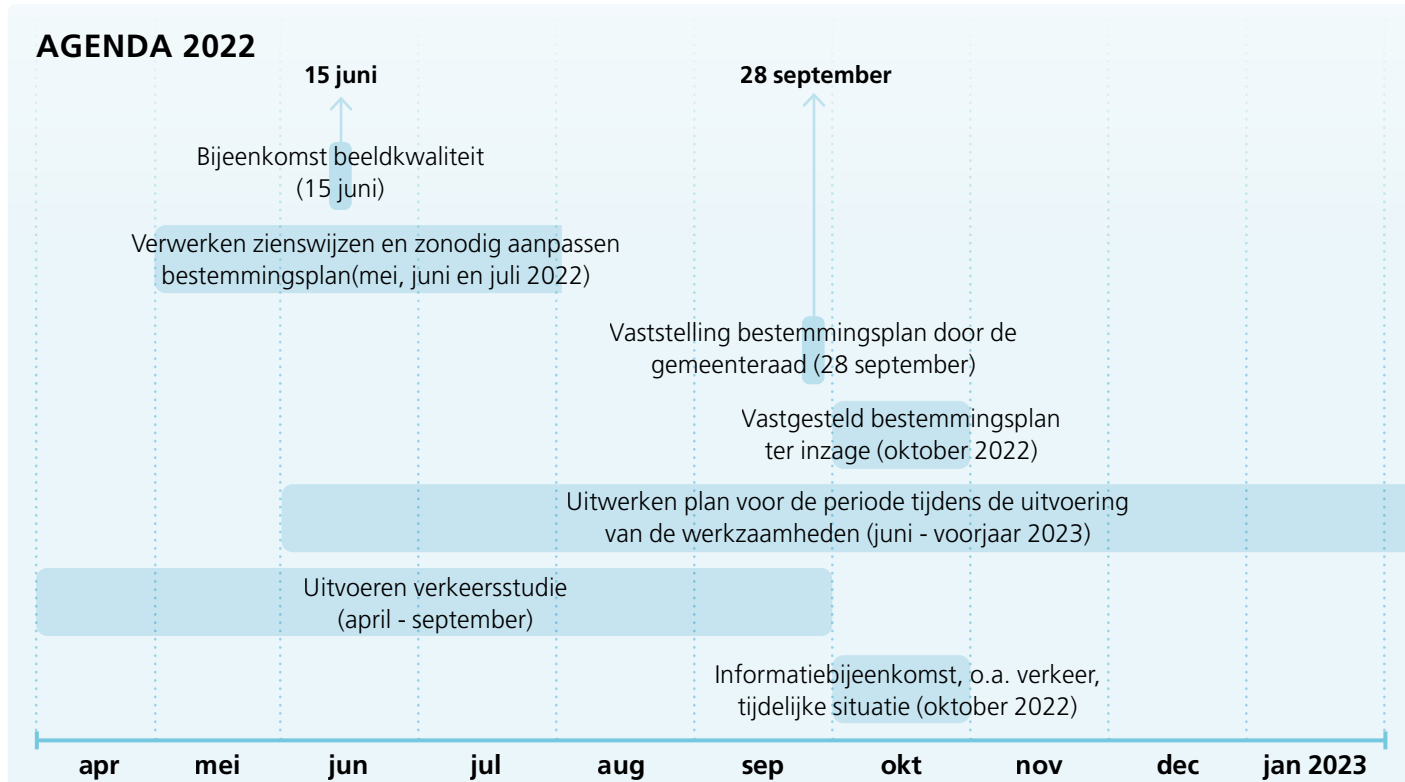 AGENDA 2022
15 juni
28 september
Bijeenkomst beeldkwaliteit
(15 juni)
Verwerken zienswijzen en zonodig aanpassen
bestemmingsplan(mei, juni en juli 2022)
Vaststelling bestemmingsplan door de
gemeenteraad (28 september)
Vastgesteld bestemmingsplan
ter inzage (oktober 2022)
Uitwerken plan voor de periode tijdens de uitvoering
van de werkzaamheden (juni - voorjaar 2023)
Uitvoeren verkeersstudie
(april - september)
Informatiebijeenkomst, o.a. verkeer,
tijdelijke situatie (oktober 2022)
apr mei jun jul aug sep okt nov dec jan 2023